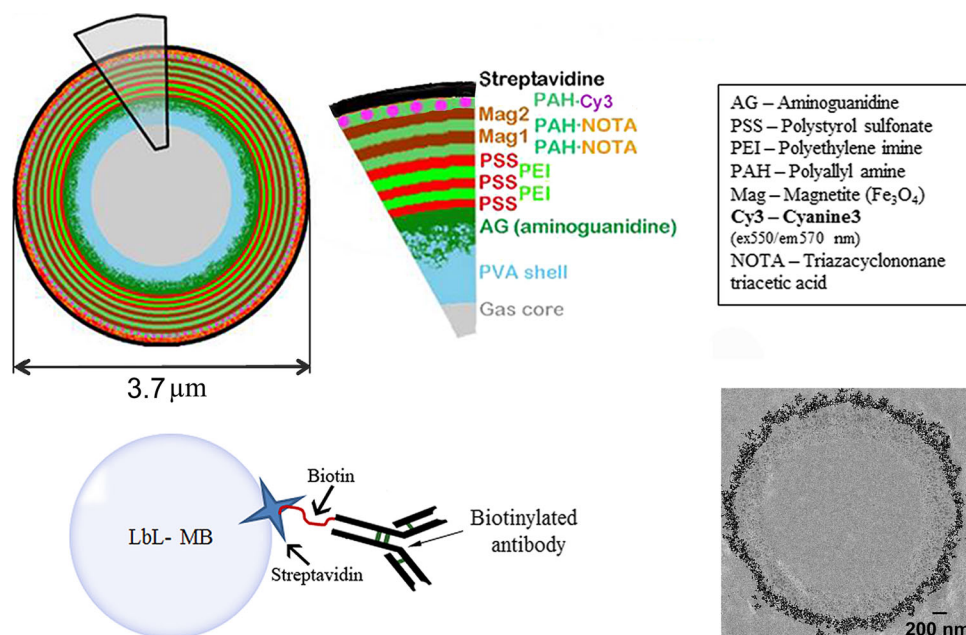 Streptavidine
PAH·Cy3
Mag2
PAH·NOTA
Mag1
PAH·NOTA
PSS
PEI
PSS
PEI
PSS
AG (aminoguanidine)
PVA shell
Gas core
3.7 µm
AG – Aminoguanidine
PSS – Polystyrol sulfonate
PEI – Polyethylene imine
PAH – Polyallyl amine
Mag – Magnetite (Fe₃O₄)
Cy3 – Cyanine3
(ex550/em570 nm)
NOTA – Triazacyclononane
triacetic acid
LbL- MB
Biotin
Streptavidin
Biotinylated
antibody
200 nm